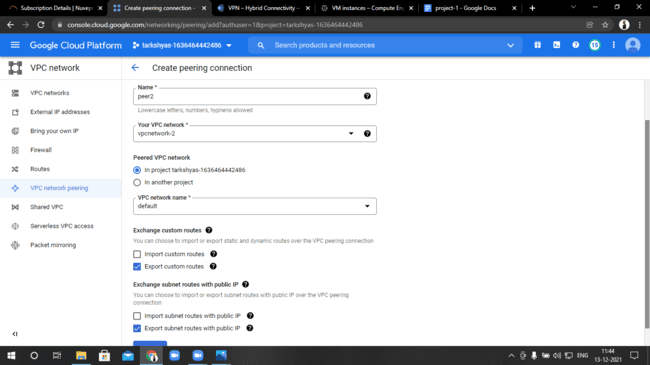 Subscription Details | Nuvep
Create peering connection –
VPN – Hybrid Connectivity –
VM instances – Compute En
project-1 - Google Docs
console.cloud.google.com/networking/peering/add?authuser=1&project=tarkshyas-1636464442486
Google Cloud Platform
tarkshyas-1636464442486
Search products and resources
15
VPC network
Create peering connection
VPC networks
External IP addresses
Bring your own IP
Firewall
Routes
VPC network peering
Shared VPC
Serverless VPC access
Packet mirroring
Name *
peer2
Lowercase letters, numbers, hyphens allowed
Your VPC network *
vpcnetwork-2
Peered VPC network
In project tarkshyas-1636464442486
In another project
VPC network name *
default
Exchange custom routes
You can choose to import or export static and dynamic routes over the VPC peering connection
Import custom routes
Export custom routes
Exchange subnet routes with public IP
You can choose to import or export subnet routes with public IP over the VPC peering
connection
Import subnet routes with public IP
Export subnet routes with public IP
ENG
11:44
13-12-2021